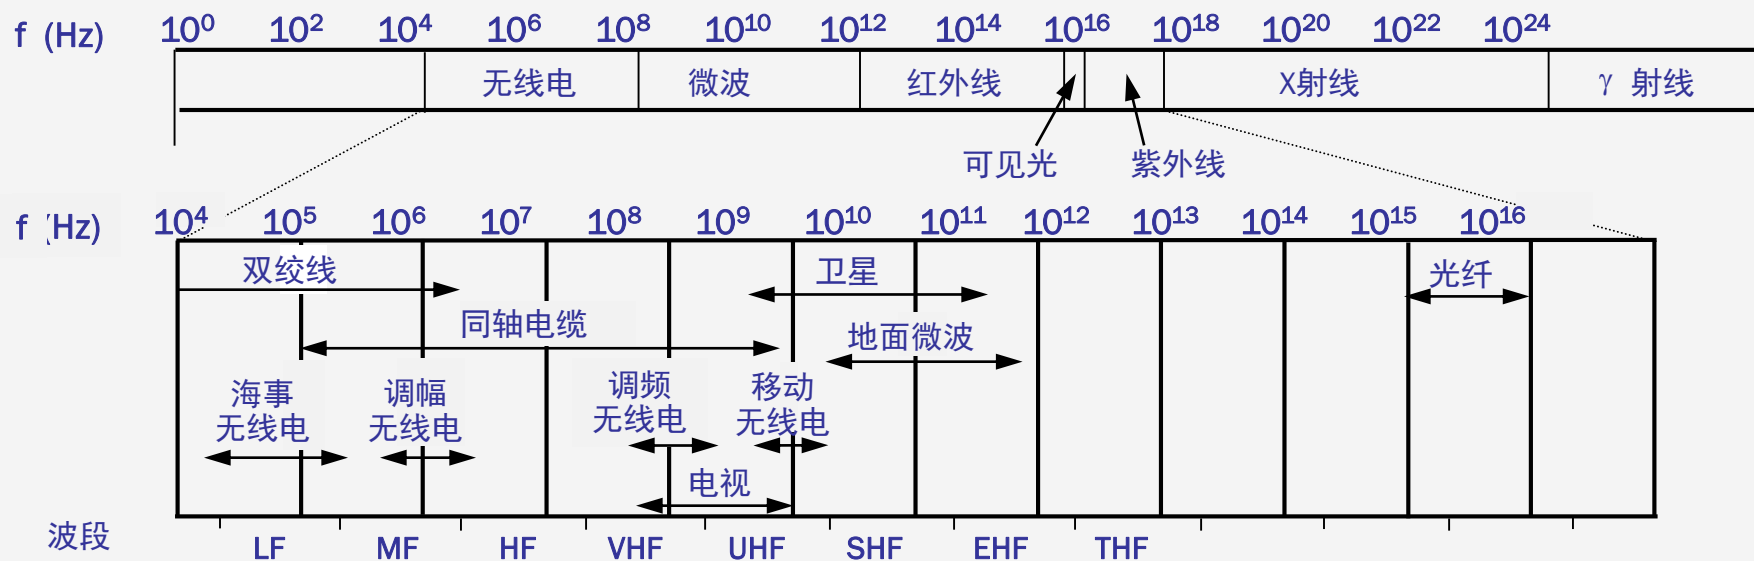 f (Hz) 10⁰ 10² 10⁴ 10⁶ 10⁸ 10¹⁰ 10¹² 10¹⁴ 10¹⁶ 10¹⁸ 10²⁰ 10²² 10²⁴
无线电 微波 红外线 X射线 γ 射线
可见光 紫外线
f (Hz) 10⁴ 10⁵ 10⁶ 10⁷ 10⁸ 10⁹ 10¹⁰ 10¹¹ 10¹² 10¹³ 10¹⁴ 10¹⁵ 10¹⁶
双绞线 卫星 光纤
同轴电缆 地面微波
海事 调幅 调频 移动
无线电 无线电 无线电 无线电
电视
波段 LF MF HF VHF UHF SHF EHF THF